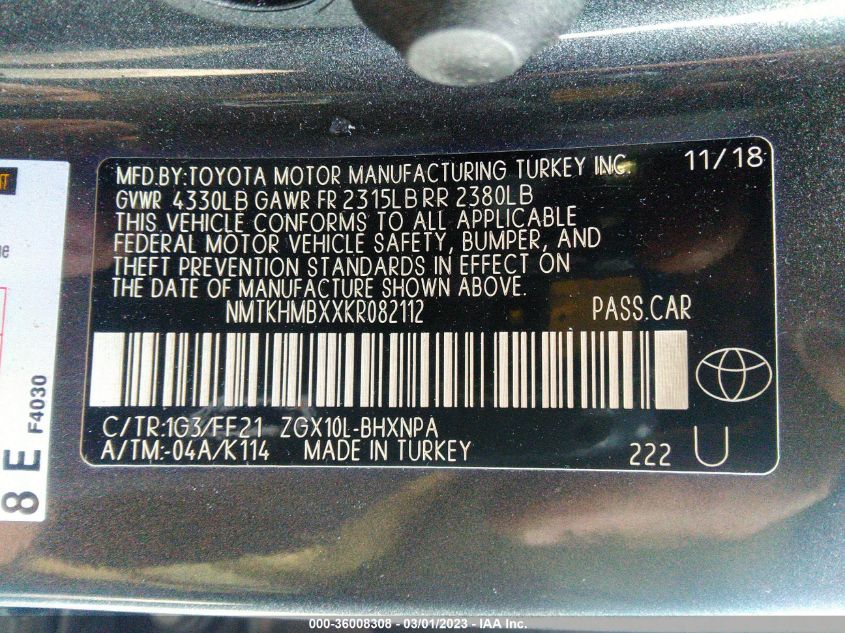 MFD.BY:TOYOTA MOTOR MANUFACTURING TURKEY INC. 11/18
GVWR 4330LB GAWR FR 2315LB RR 2380LB
THIS VEHICLE CONFORMS TO ALL APPLICABLE
FEDERAL MOTOR VEHICLE SAFETY, BUMPER, AND
THEFT PREVENTION STANDARDS IN EFFECT ON
THE DATE OF MANUFACTURE SHOWN ABOVE.
NMTKHMBXXKR082112 PASS.CAR
C/TR:1G3/FF21 ZGX10L-BHXNPA
A/TM:-04A/K114 MADE IN TURKEY 222 U
8 E F4030
000-36008308 - 03/01/2023 - IAA Inc.